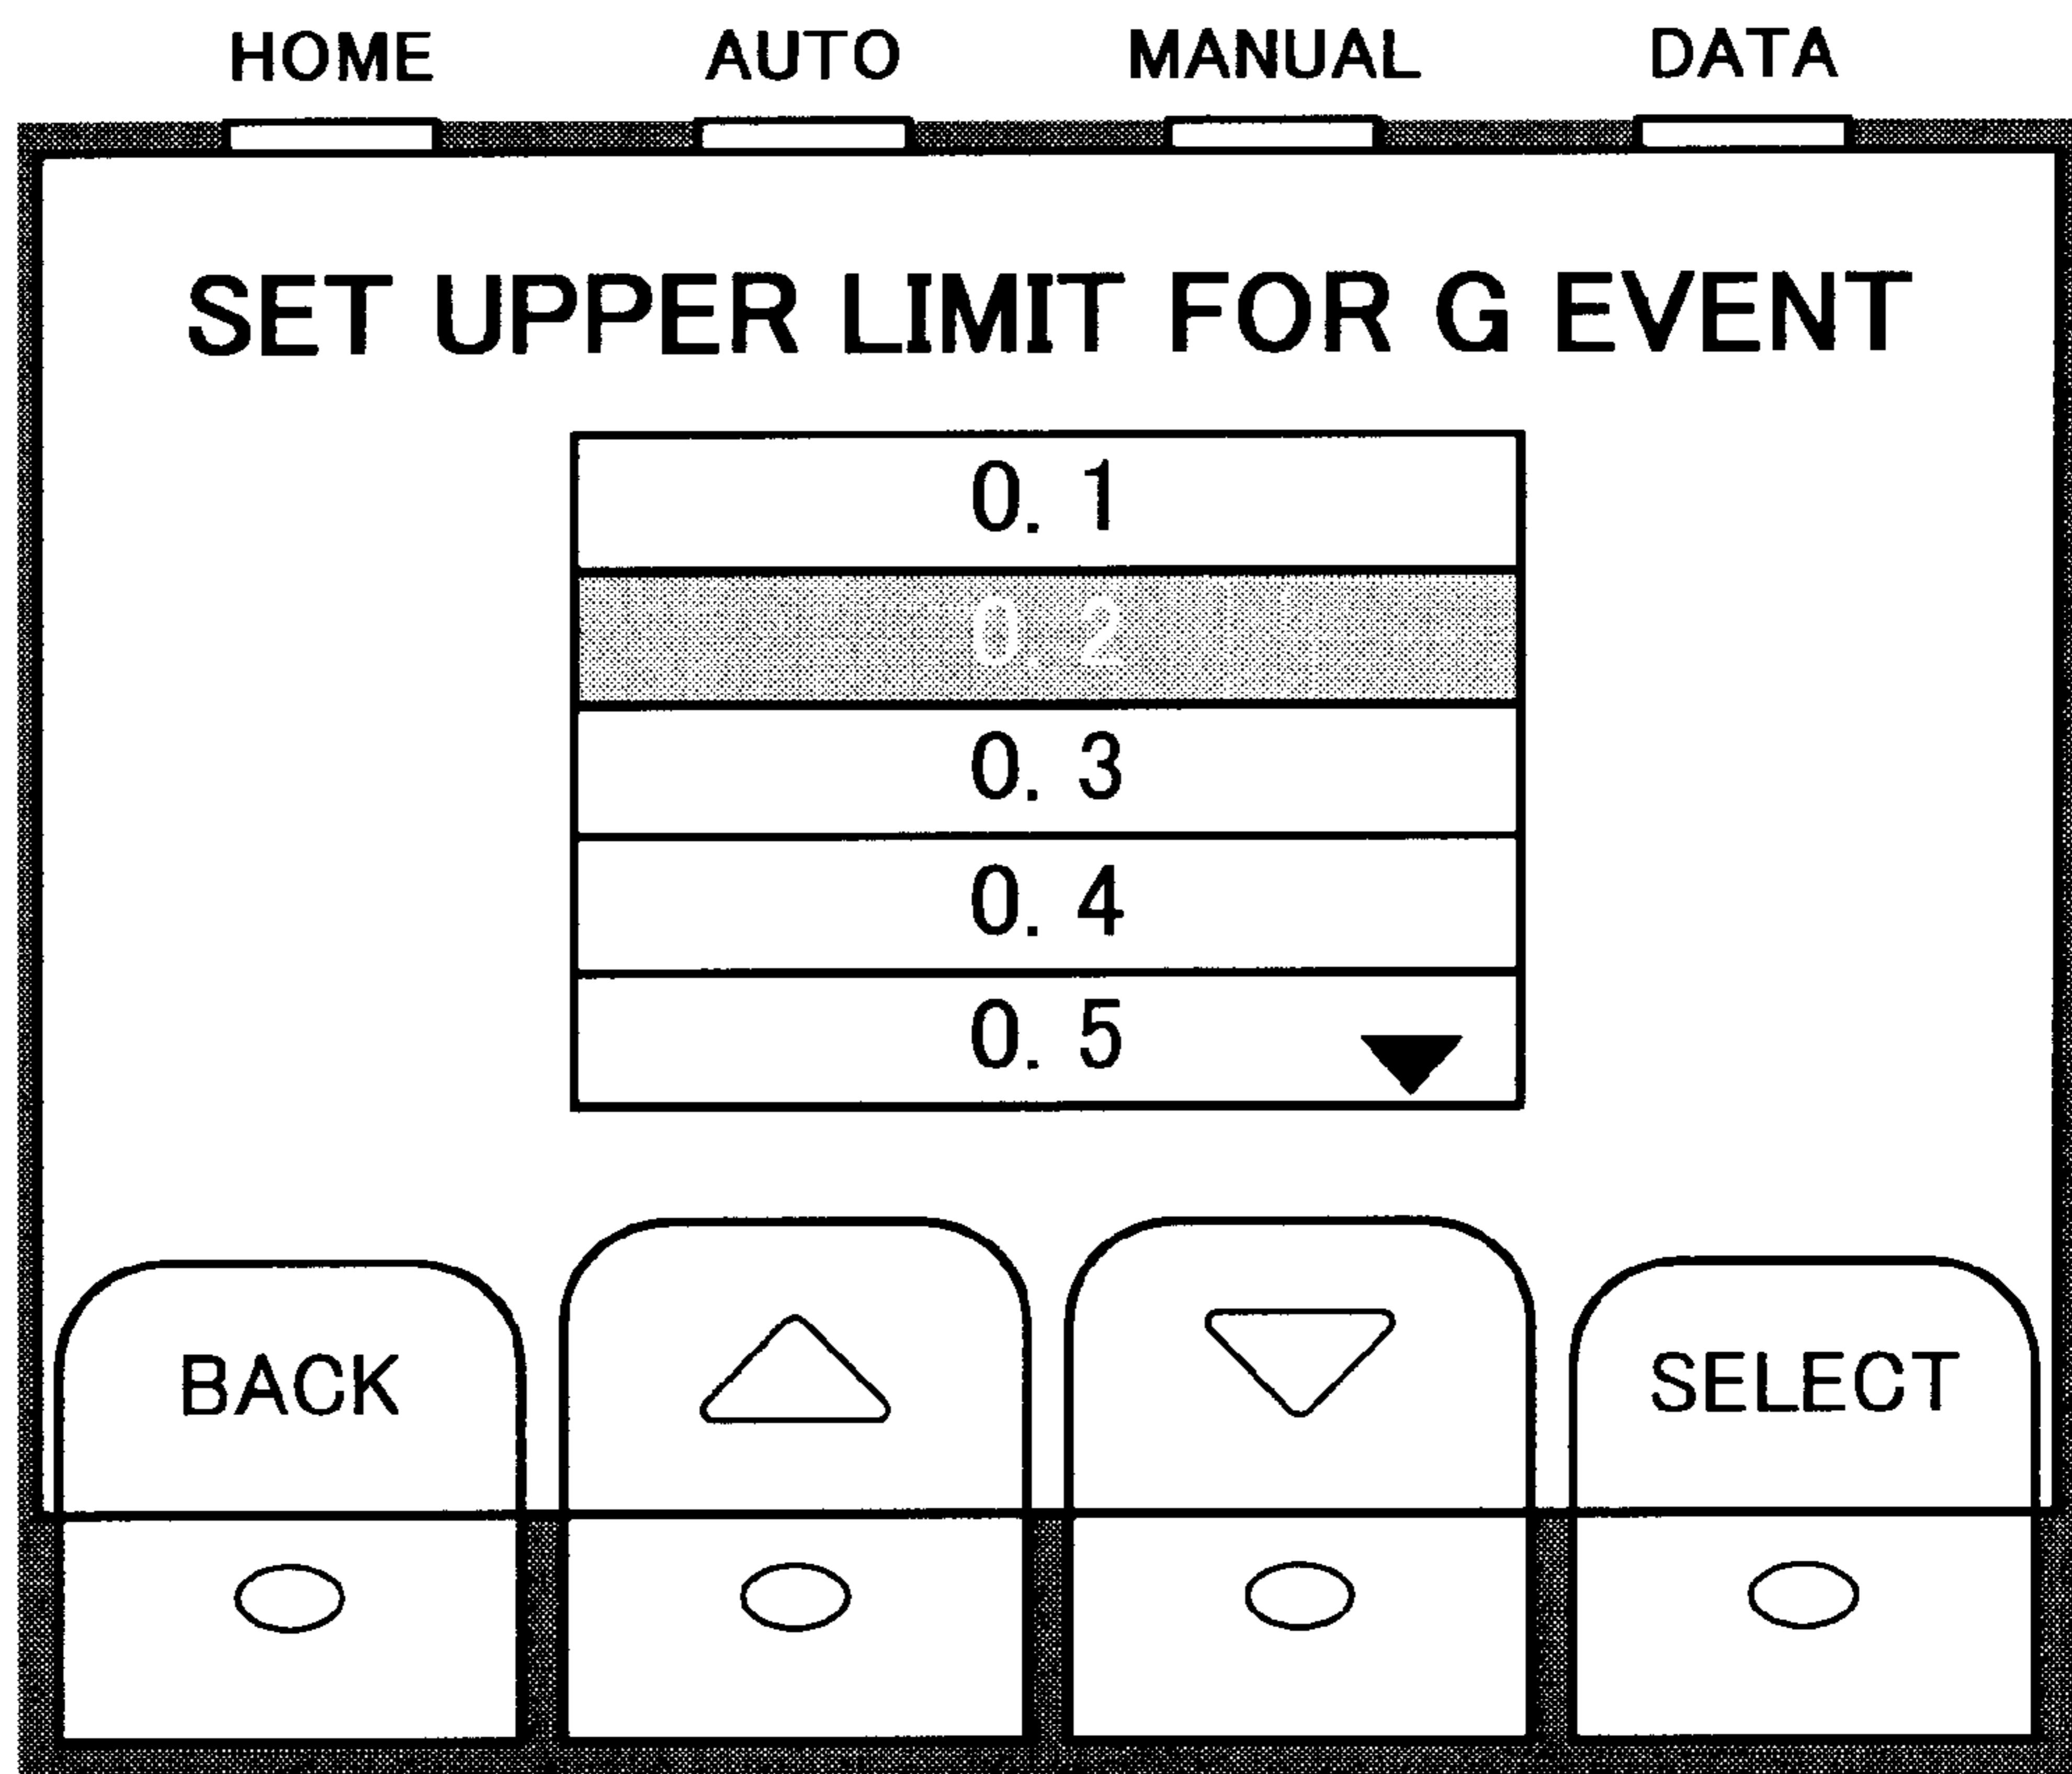 HOME AUTO MANUAL DATA
SET UPPER LIMIT FOR G EVENT
0. 1
0. 2
0. 3
0. 4
0. 5
BACK SELECT